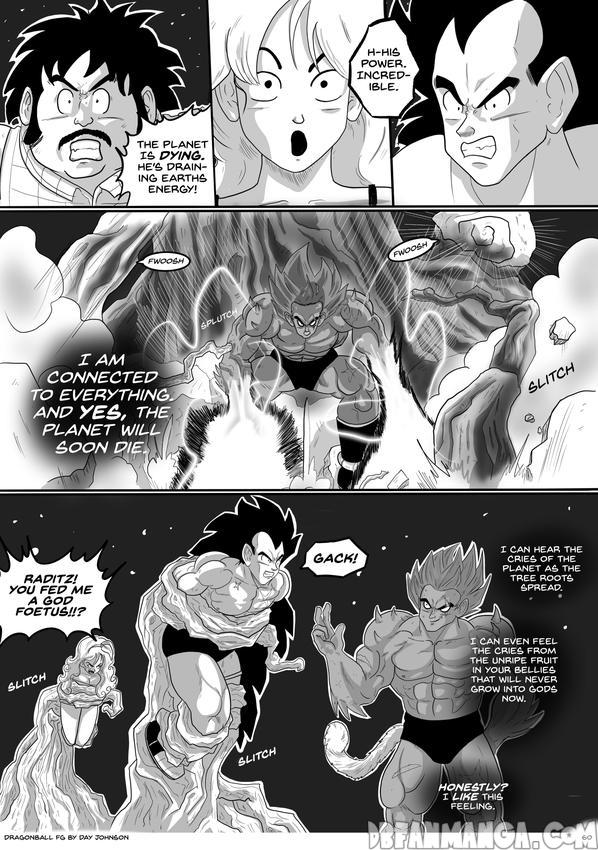 THE PLANET
IS DYING.
HE'S DRAIN-
ING EARTHS
ENERGY!
H-HIS
POWER.
INCRED-
IBLE.
FWOOSH
FWOOSH
SPLUTCH
I AM
CONNECTED
TO EVERYTHING.
AND YES, THE
PLANET WILL
SOON DIE.
SLITCH
RADITZ!
YOU FED ME
A GOD
FOETUS!!?
GACK!
SLITCH
SLITCH
I CAN HEAR THE
CRIES OF THE
PLANET AS THE
TREE ROOTS
SPREAD.
I CAN EVEN FEEL
THE CRIES FROM
THE UNRIPE FRUIT
IN YOUR BELLIES
THAT WILL NEVER
GROW INTO GODS
NOW.
HONESTLY?
I LIKE THIS
FEELING.
DRAGONBALL FG BY DAY JOHNSON
DBFANMANGA.COM
60